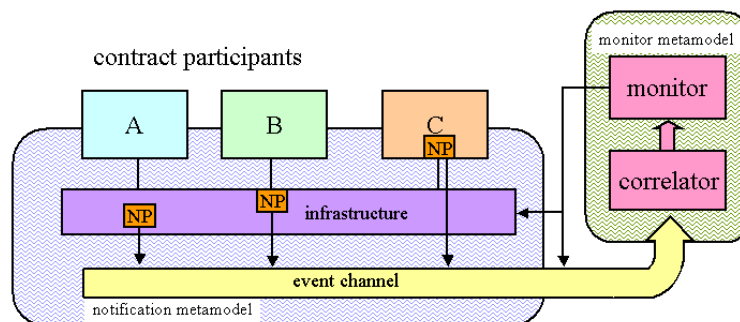 monitor metamodel
contract participants
monitor
A
B
C
NP
correlator
NP
NP
infrastructure
event channel
notification metamodel